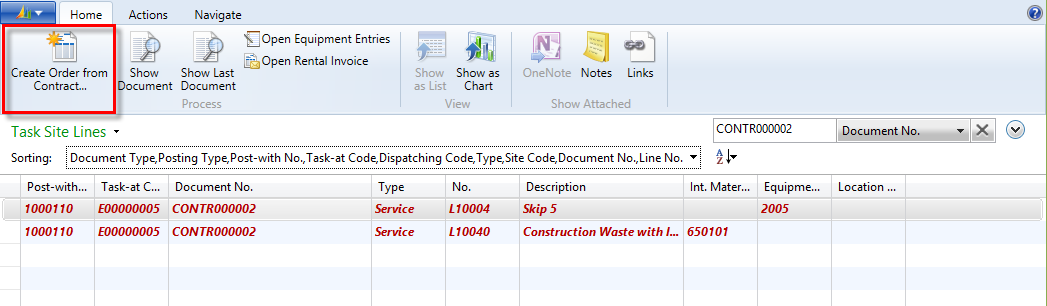 Home Actions Navigate
Create Order from Contract...
Show Document
Show Last Document
Open Equipment Entries
Open Rental Invoice
Process
Show as List
Show as Chart
View
OneNote
Notes
Links
Show Attached
Task Site Lines
CONTR000002 Document No.
Sorting: Document Type,Posting Type,Post-with No.,Task-at Code,Dispatching Code,Type,Site Code,Document No.,Line No.
Post-with... Task-at C... Document No. Type No. Description Int. Mater... Equipme... Location ...
1000110 E00000005 CONTR000002 Service L10004 Skip 5 2005
1000110 E00000005 CONTR000002 Service L10040 Construction Waste with I... 650101